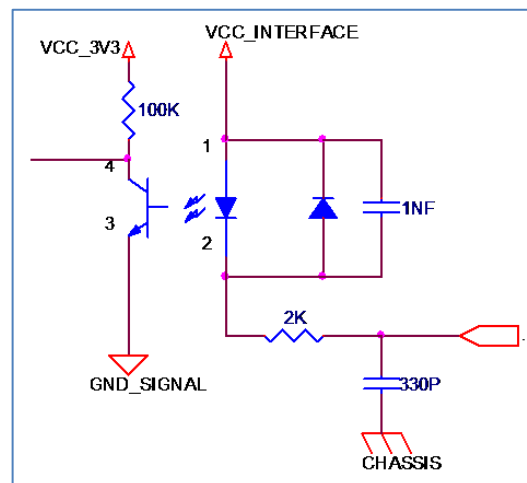 VCC_INTERFACE
VCC_3V3
100K
1
4
3
1NF
2
2K
GND_SIGNAL
330P
CHASSIS